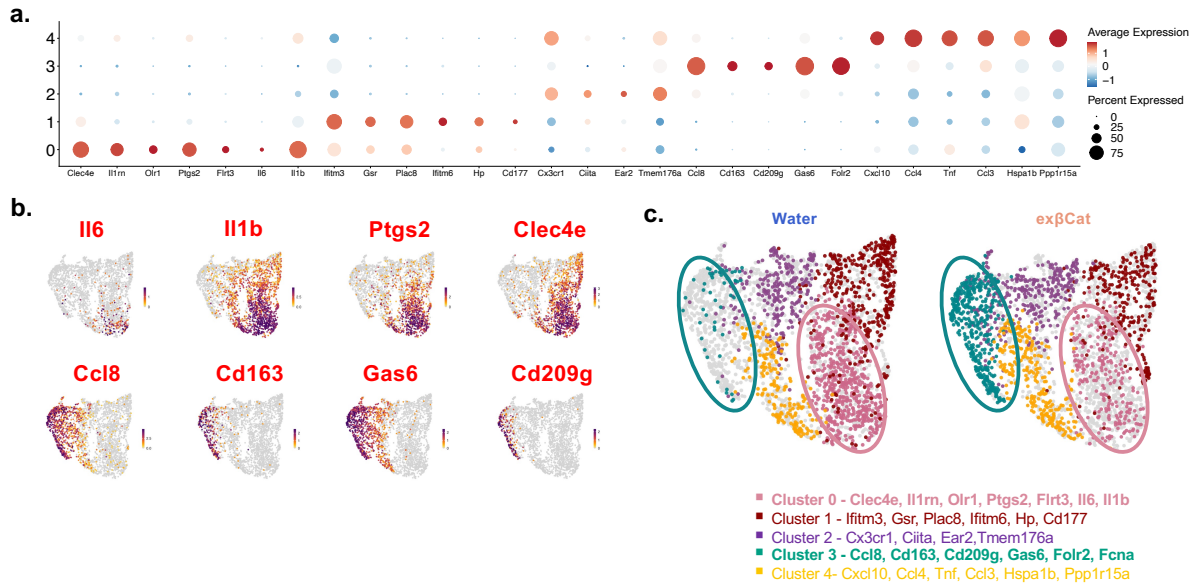 a.
4
3
2
1
0
Clec4e Il1rn Olr1 Ptgs2 Flrt3 Il6 Il1b Ifitm3 Gsr Plac8 Ifitm6 Hp Cd177 Cx3cr1 Ciita Ear2 Tmem176a Ccl8 Cd163 Cd209g Gas6 Folr2 Cxcl10 Ccl4 Tnf Ccl3 Hspa1b Ppp1r15a
Average Expression
1
0
−1
Percent Expressed
0
25
50
75
b.
Il6 Il1b Ptgs2 Clec4e
Ccl8 Cd163 Gas6 Cd209g
c.
Water exβCat
Cluster 0 - Clec4e, Il1rn, Olr1, Ptgs2, Flrt3, Il6, Il1b
Cluster 1 - Ifitm3, Gsr, Plac8, Ifitm6, Hp, Cd177
Cluster 2 - Cx3cr1, Ciita, Ear2,Tmem176a
Cluster 3 - Ccl8, Cd163, Cd209g, Gas6, Folr2, Fcna
Cluster 4- Cxcl10, Ccl4, Tnf, Ccl3, Hspa1b, Ppp1r15a